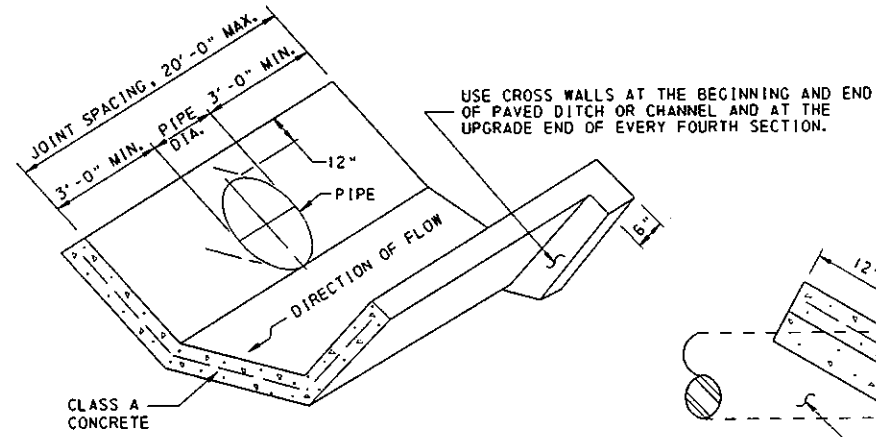 JOINT SPACING, 20'-0" MAX.
3'-0" MIN.
PIPE
DIA.
3'-0" MIN.
12"
PIPE
DIRECTION OF FLOW
CLASS A
CONCRETE
USE CROSS WALLS AT THE BEGINNING AND END
OF PAVED DITCH OR CHANNEL AND AT THE
UPGRADE END OF EVERY FOURTH SECTION.
6"
12"